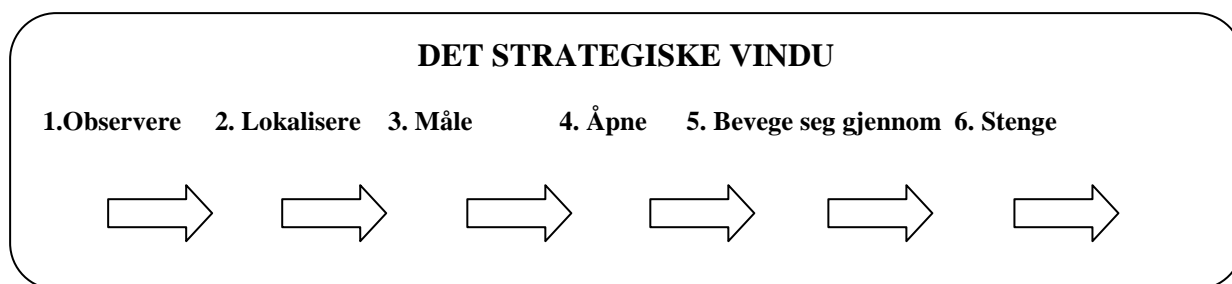 DET STRATEGISKE VINDU
1.Observere 2. Lokalisere 3. Måle 4. Åpne 5. Bevege seg gjennom 6. Stenge